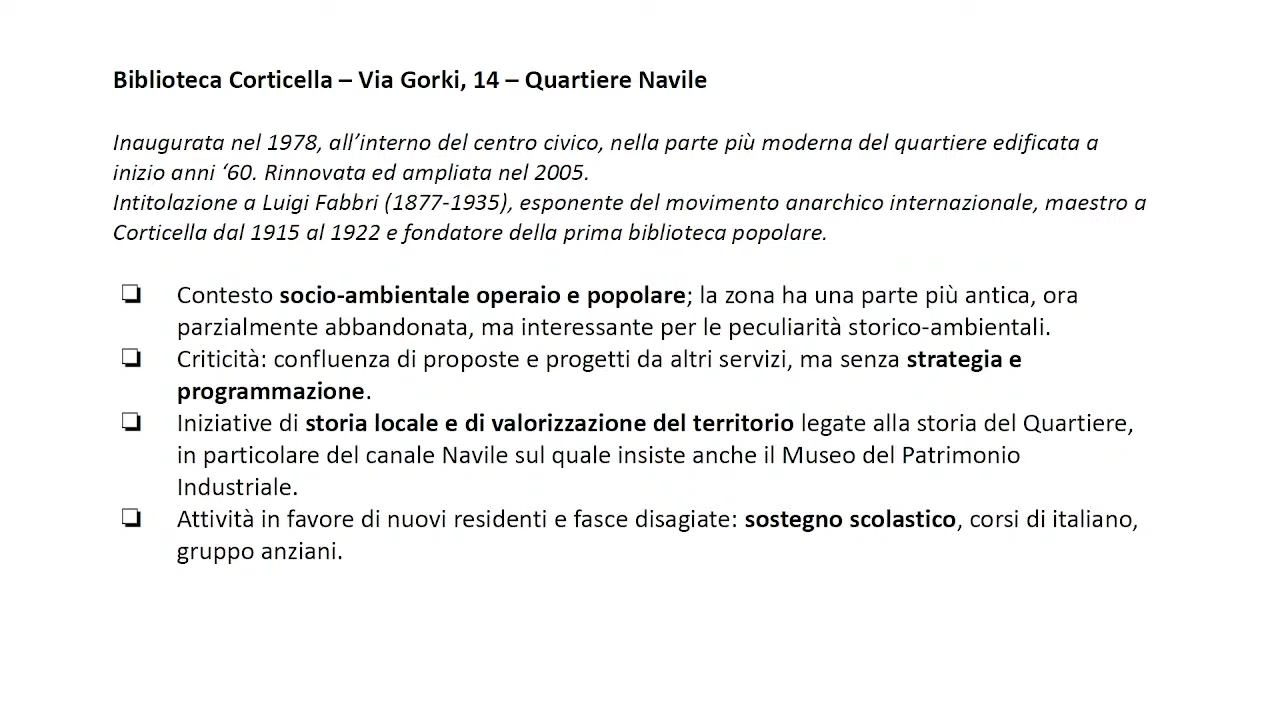 Biblioteca Corticella – Via Gorki, 14 – Quartiere Navile
Inaugurata nel 1978, all’interno del centro civico, nella parte più moderna del quartiere edificata a
inizio anni ‘60. Rinnovata ed ampliata nel 2005.
Intitolazione a Luigi Fabbri (1877-1935), esponente del movimento anarchico internazionale, maestro a
Corticella dal 1915 al 1922 e fondatore della prima biblioteca popolare.
❏ Contesto socio-ambientale operaio e popolare; la zona ha una parte più antica, ora
parzialmente abbandonata, ma interessante per le peculiarità storico-ambientali.
❏ Criticità: confluenza di proposte e progetti da altri servizi, ma senza strategia e
programmazione.
❏ Iniziative di storia locale e di valorizzazione del territorio legate alla storia del Quartiere,
in particolare del canale Navile sul quale insiste anche il Museo del Patrimonio
Industriale.
❏ Attività in favore di nuovi residenti e fasce disagiate: sostegno scolastico, corsi di italiano,
gruppo anziani.